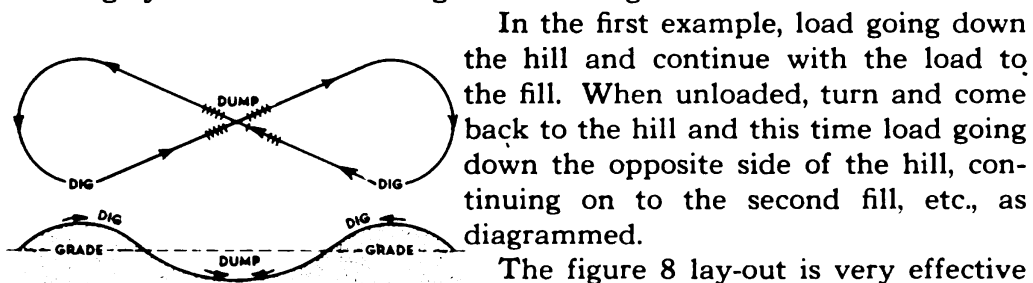 In the first example, load going down
the hill and continue with the load to
the fill. When unloaded, turn and come
back to the hill and this time load going
down the opposite side of the hill, con-
tinuing on to the second fill, etc., as
diagrammed.
The figure 8 lay-out is very effective
DUMP
DIG
DIG
DIG
DIG
GRADE
GRADE
DUMP